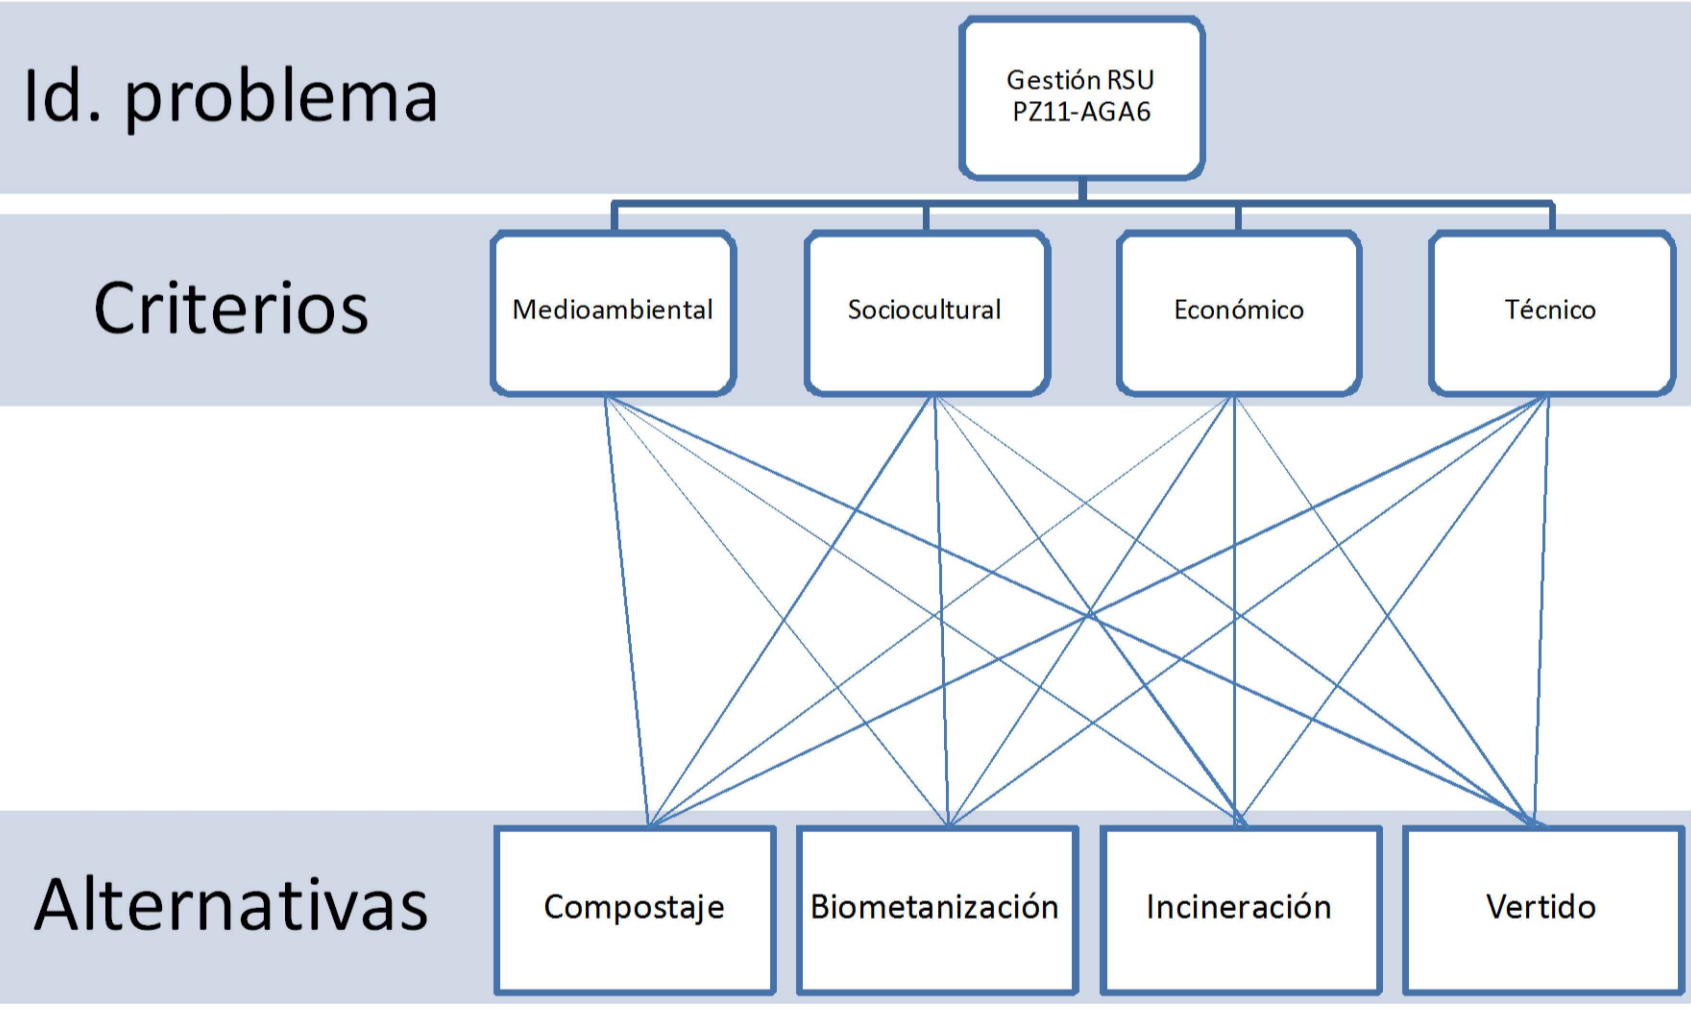 Id. problema
Gestión RSU
PZ11-AGA6
Criterios
Medioambiental
Sociocultural
Económico
Técnico
Alternativas
Compostaje
Biometanización
Incineración
Vertido